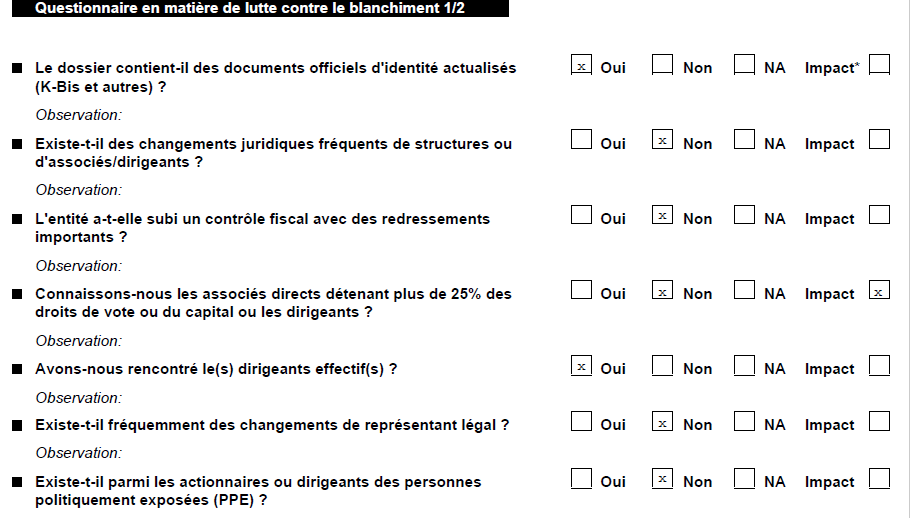 Questionnaire en matière de lutte contre le blanchiment 1/2
Le dossier contient-il des documents officiels d'identité actualisés x Oui Non NA Impact*
(K-Bis et autres) ?
Observation:
Existe-t-il des changements juridiques fréquents de structures ou Oui x Non NA Impact
d'associés/dirigeants ?
Observation:
L'entité a-t-elle subi un contrôle fiscal avec des redressements Oui x Non NA Impact
importants ?
Observation:
Connaissons-nous les associés directs détenant plus de 25% des Oui x Non NA Impact x
droits de vote ou du capital ou les dirigeants ?
Observation:
Avons-nous rencontré le(s) dirigeants effectif(s) ? x Oui Non NA Impact
Observation:
Existe-t-il fréquemment des changements de représentant légal ? Oui x Non NA Impact
Observation:
Existe-t-il parmi les actionnaires ou dirigeants des personnes Oui x Non NA Impact
politiquement exposées (PPE) ?